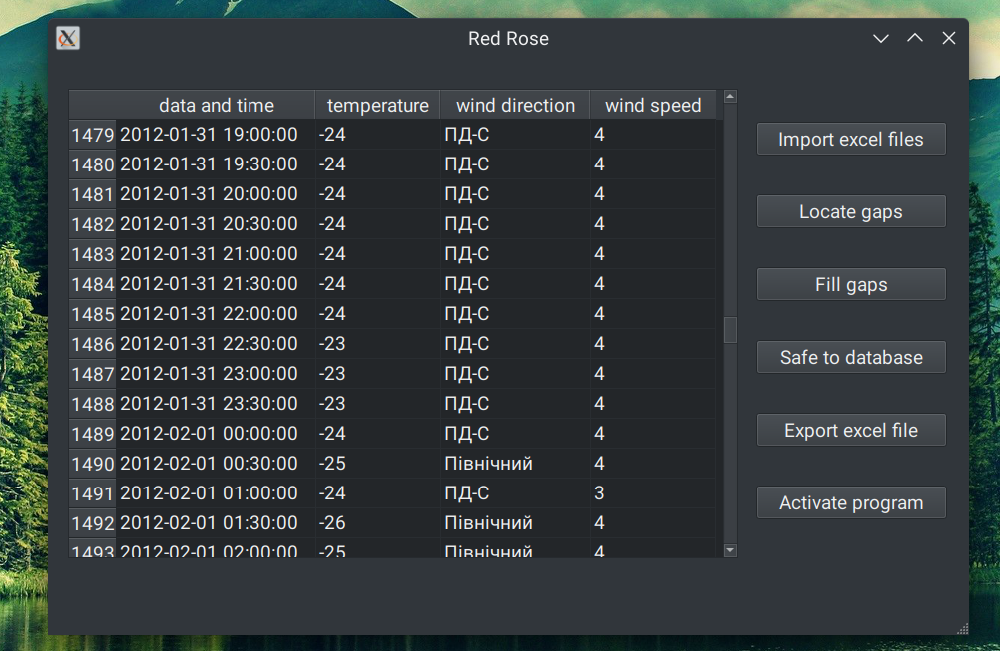 Red Rose
data and time temperature wind direction wind speed
1479 2012-01-31 19:00:00 -24 ПД-С 4
1480 2012-01-31 19:30:00 -24 ПД-С 4
1481 2012-01-31 20:00:00 -24 ПД-С 4
1482 2012-01-31 20:30:00 -24 ПД-С 4
1483 2012-01-31 21:00:00 -24 ПД-С 4
1484 2012-01-31 21:30:00 -24 ПД-С 4
1485 2012-01-31 22:00:00 -24 ПД-С 4
1486 2012-01-31 22:30:00 -23 ПД-С 4
1487 2012-01-31 23:00:00 -23 ПД-С 4
1488 2012-01-31 23:30:00 -23 ПД-С 4
1489 2012-02-01 00:00:00 -24 ПД-С 4
1490 2012-02-01 00:30:00 -25 Північний 4
1491 2012-02-01 01:00:00 -24 ПД-С 3
1492 2012-02-01 01:30:00 -26 Північний 4
1493 2012-02-01 02:00:00 -25 Північний 4
Import excel files
Locate gaps
Fill gaps
Safe to database
Export excel file
Activate program